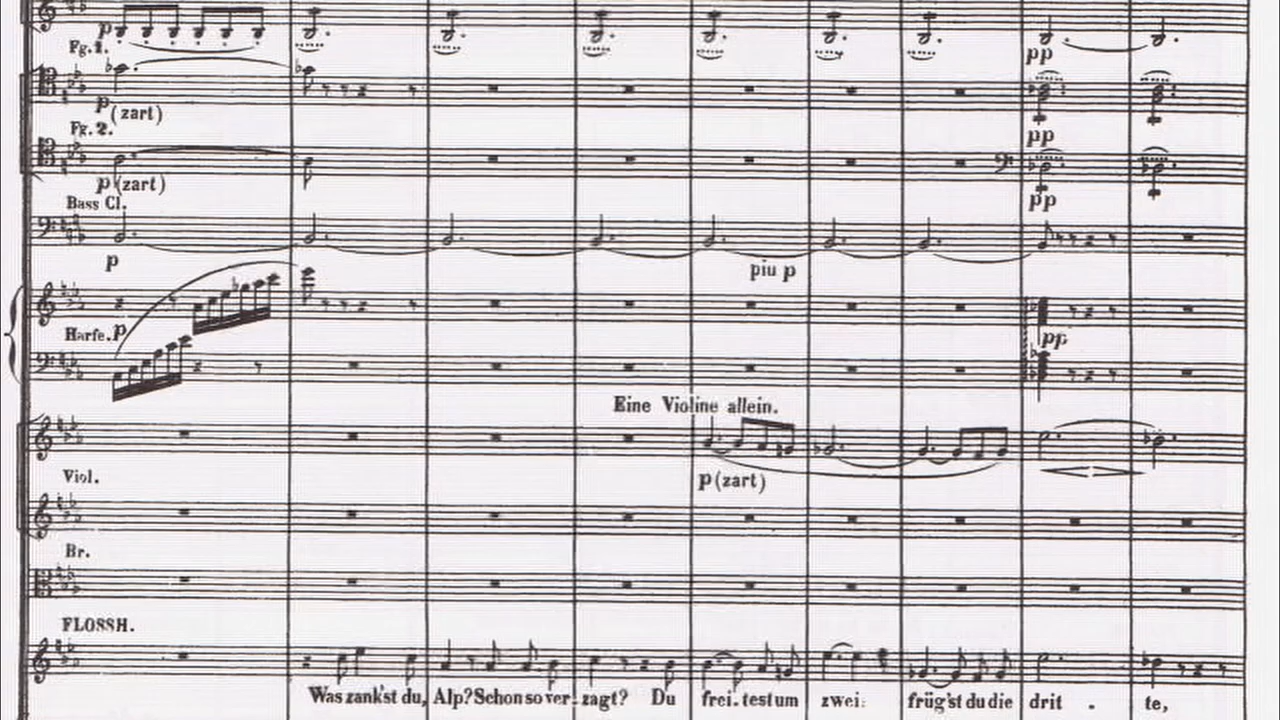 p
Fg.1.
pp
p(zart)
Fg.2.
pp
p(zart)
Bass Cl.
pp
p
più p
Harfe. p
pp
Eine Violine allein.
Viol.
p(zart)
Br.
FLOSSH.
Was zank'st du, Alp? Schon so ver-zagt? Du frei-test um zwei: früg'st du die drit - te,